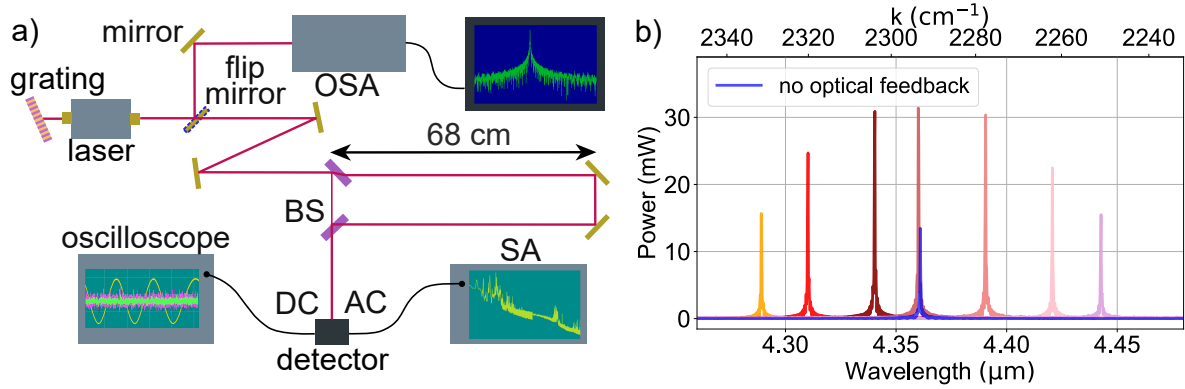 a)
mirror
grating
flip
mirror
OSA
laser
68 cm
BS
oscilloscope
SA
DC AC
detector
b)
k (cm⁻¹)
2340 2320 2300 2280 2260 2240
no optical feedback
Power (mW)
30
20
10
0
4.30 4.35 4.40 4.45
Wavelength (μm)